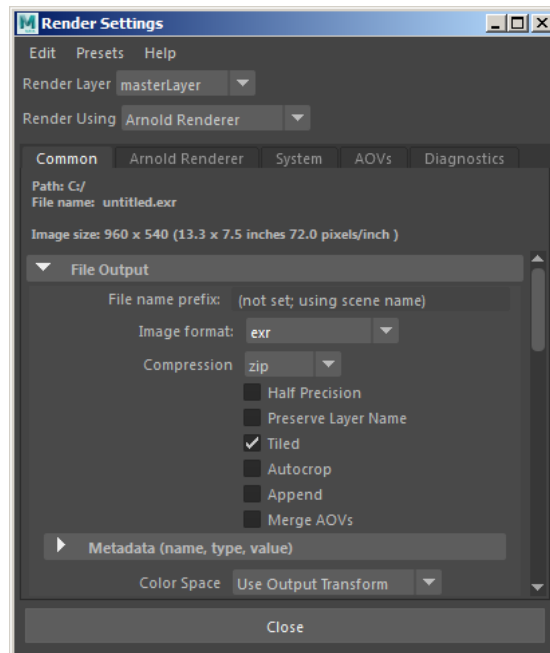 Render Settings
Edit Presets Help
Render Layer masterLayer
Render Using Arnold Renderer
Common Arnold Renderer System AOVs Diagnostics
Path: C:/
File name: untitled.exr
Image size: 960 x 540 (13.3 x 7.5 inches 72.0 pixels/inch )
File Output
File name prefix: (not set; using scene name)
Image format: exr
Compression zip
Half Precision
Preserve Layer Name
Tiled
Autocrop
Append
Merge AOVs
Metadata (name, type, value)
Color Space Use Output Transform
Close